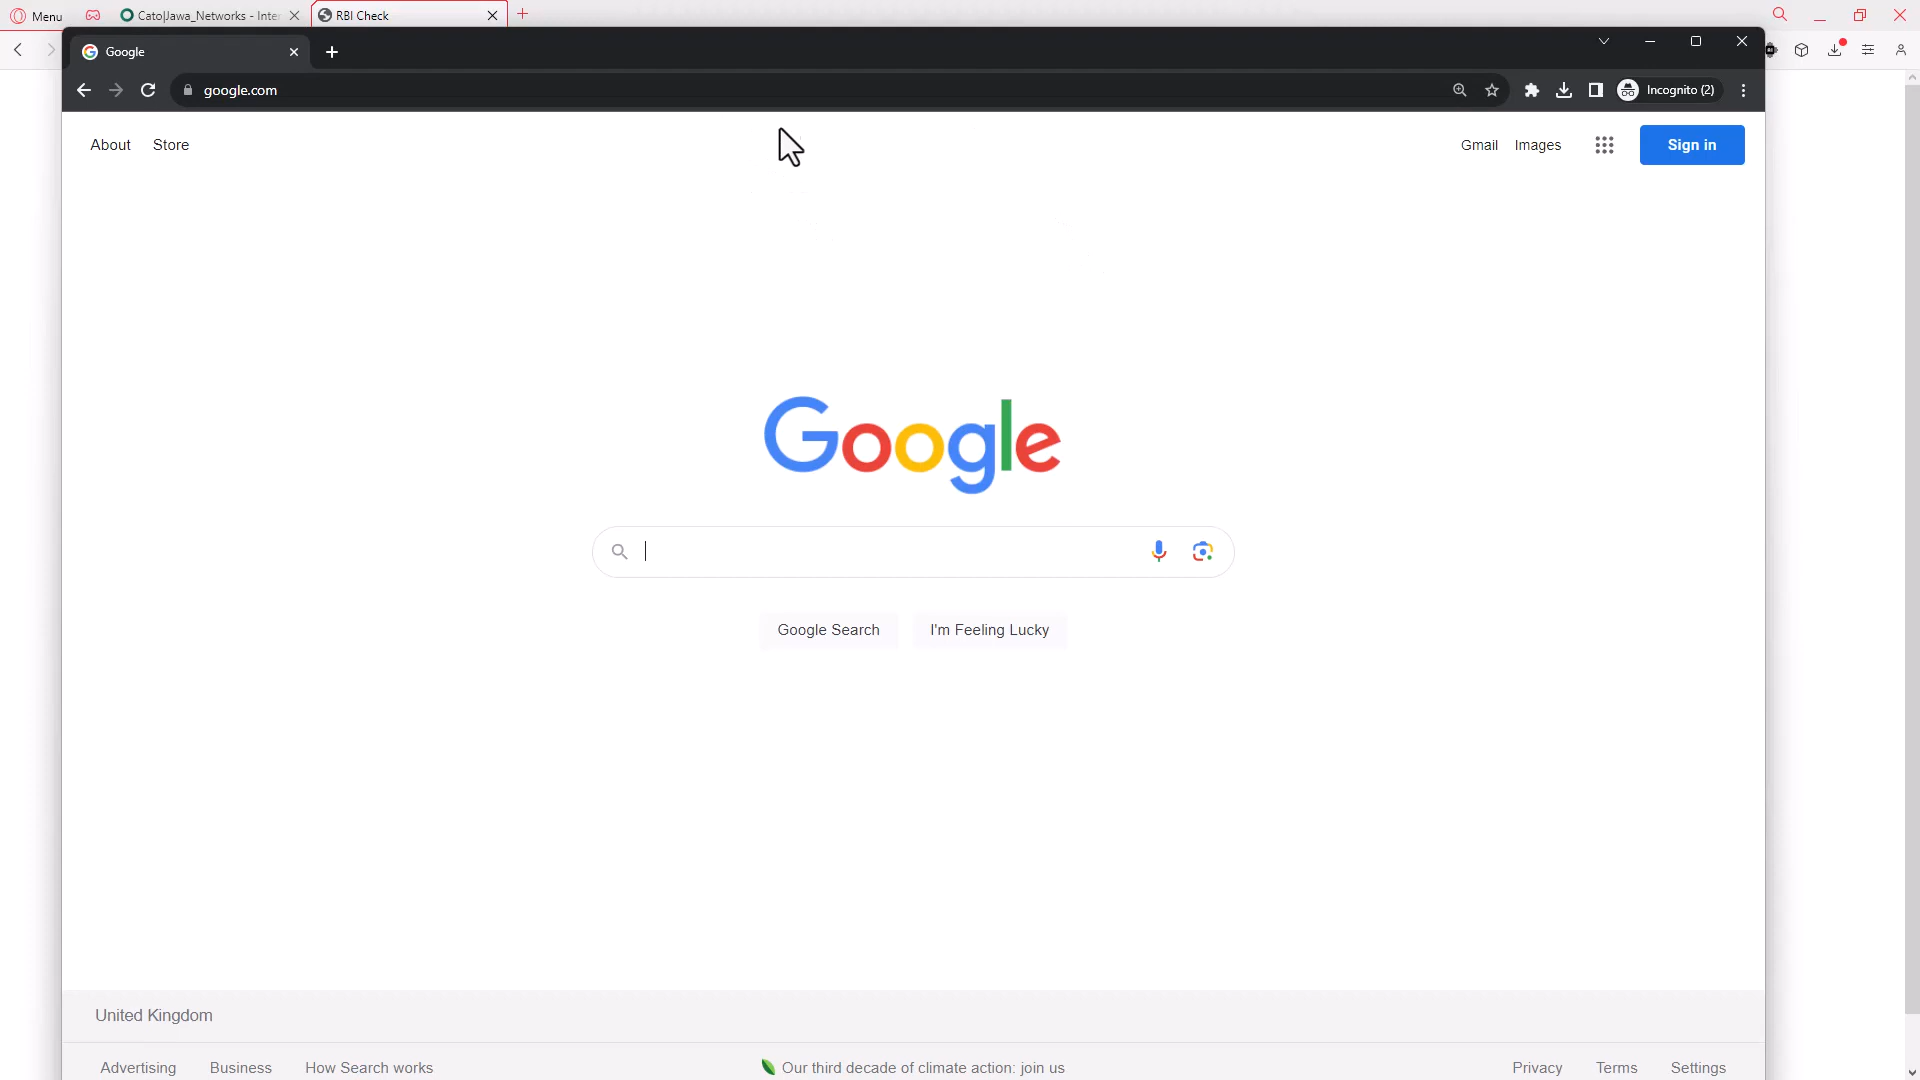 Menu
Cato|Jawa_Networks - Inte
RBI Check
Google
google.com
Incognito (2)
About
Store
Gmail
Images
Sign in
Google
Google Search
I'm Feeling Lucky
United Kingdom
Advertising
Business
How Search works
Our third decade of climate action: join us
Privacy
Terms
Settings